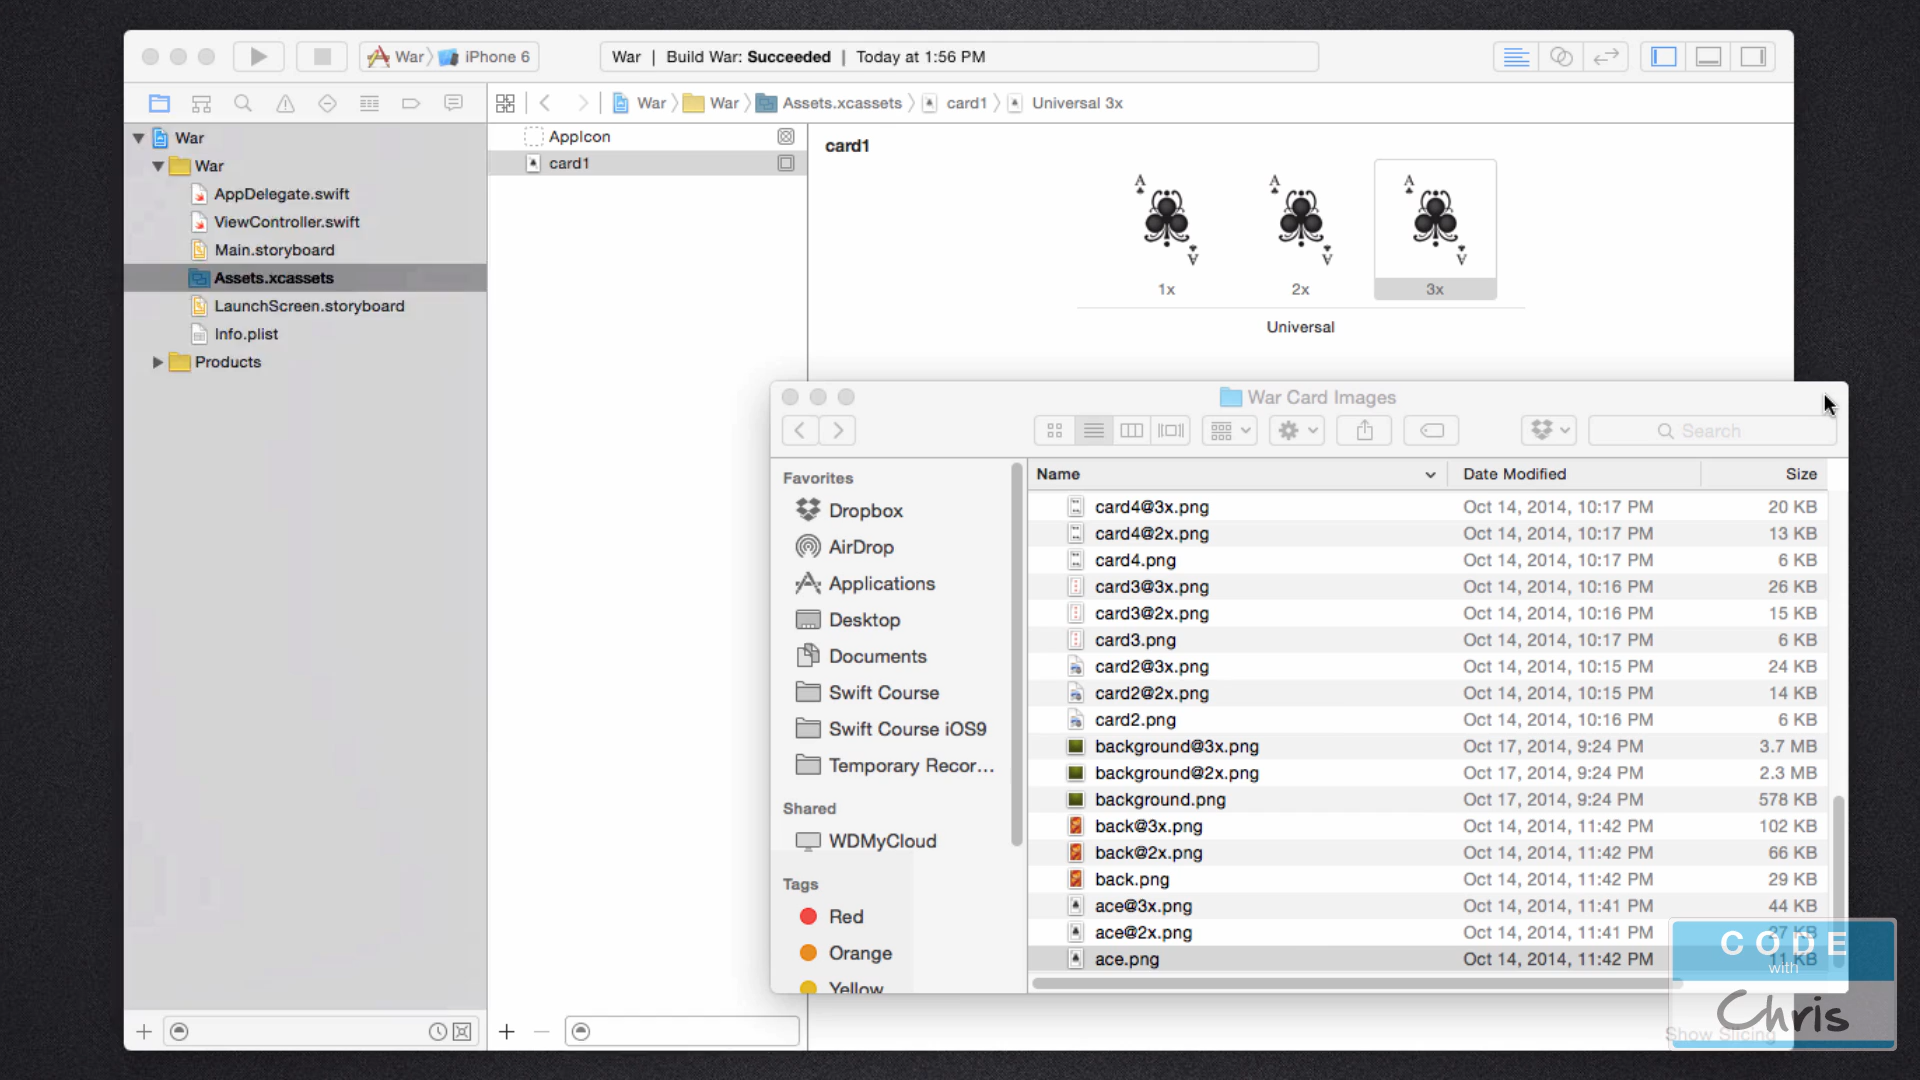 War iPhone 6
War | Build War: Succeeded | Today at 1:56 PM
War War Assets.xcassets card1 Universal 3x
War
War
AppDelegate.swift
ViewController.swift
Main.storyboard
Assets.xcassets
LaunchScreen.storyboard
Info.plist
Products
AppIcon
card1
card1
A A
A A
A A
1x 2x 3x
Universal
War Card Images
Search
Favorites
Dropbox
AirDrop
Applications
Desktop
Documents
Swift Course
Swift Course iOS9
Temporary Recor...
Shared
WDMyCloud
Tags
Red
Orange
Yellow
Name Date Modified Size
card4@3x.png Oct 14, 2014, 10:17 PM 20 KB
card4@2x.png Oct 14, 2014, 10:17 PM 13 KB
card4.png Oct 14, 2014, 10:17 PM 6 KB
card3@3x.png Oct 14, 2014, 10:16 PM 26 KB
card3@2x.png Oct 14, 2014, 10:16 PM 15 KB
card3.png Oct 14, 2014, 10:17 PM 6 KB
card2@3x.png Oct 14, 2014, 10:15 PM 24 KB
card2@2x.png Oct 14, 2014, 10:15 PM 14 KB
card2.png Oct 14, 2014, 10:16 PM 6 KB
background@3x.png Oct 17, 2014, 9:24 PM 3.7 MB
background@2x.png Oct 17, 2014, 9:24 PM 2.3 MB
background.png Oct 17, 2014, 9:24 PM 578 KB
back@3x.png Oct 14, 2014, 11:42 PM 102 KB
back@2x.png Oct 14, 2014, 11:42 PM 66 KB
back.png Oct 14, 2014, 11:42 PM 29 KB
ace@3x.png Oct 14, 2014, 11:41 PM 44 KB
ace@2x.png Oct 14, 2014, 11:41 PM 27 KB
ace.png Oct 14, 2014, 11:42 PM 11 KB
CODE
with
Chris
Show Slicing